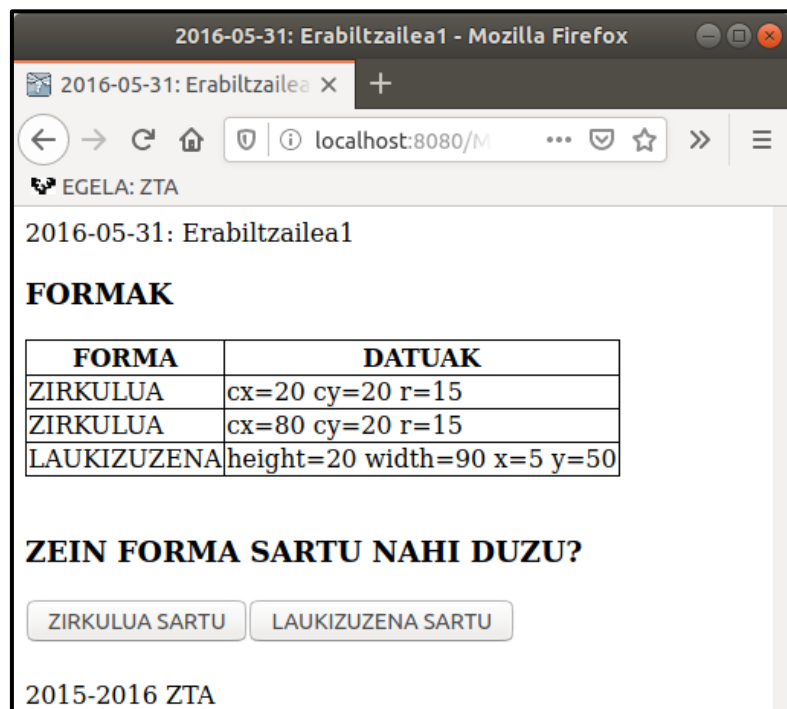 2016-05-31: Erabiltzailea1 - Mozilla Firefox
2016-05-31: Erabiltzailea
localhost:8080/M
EGELA: ZTA
2016-05-31: Erabiltzailea1
FORMAK
FORMA DATUAK
ZIRKULUA cx=20 cy=20 r=15
ZIRKULUA cx=80 cy=20 r=15
LAUKIZUZENA height=20 width=90 x=5 y=50
ZEIN FORMA SARTU NAHI DUZU?
ZIRKULUA SARTU LAUKIZUZENA SARTU
2015-2016 ZTA